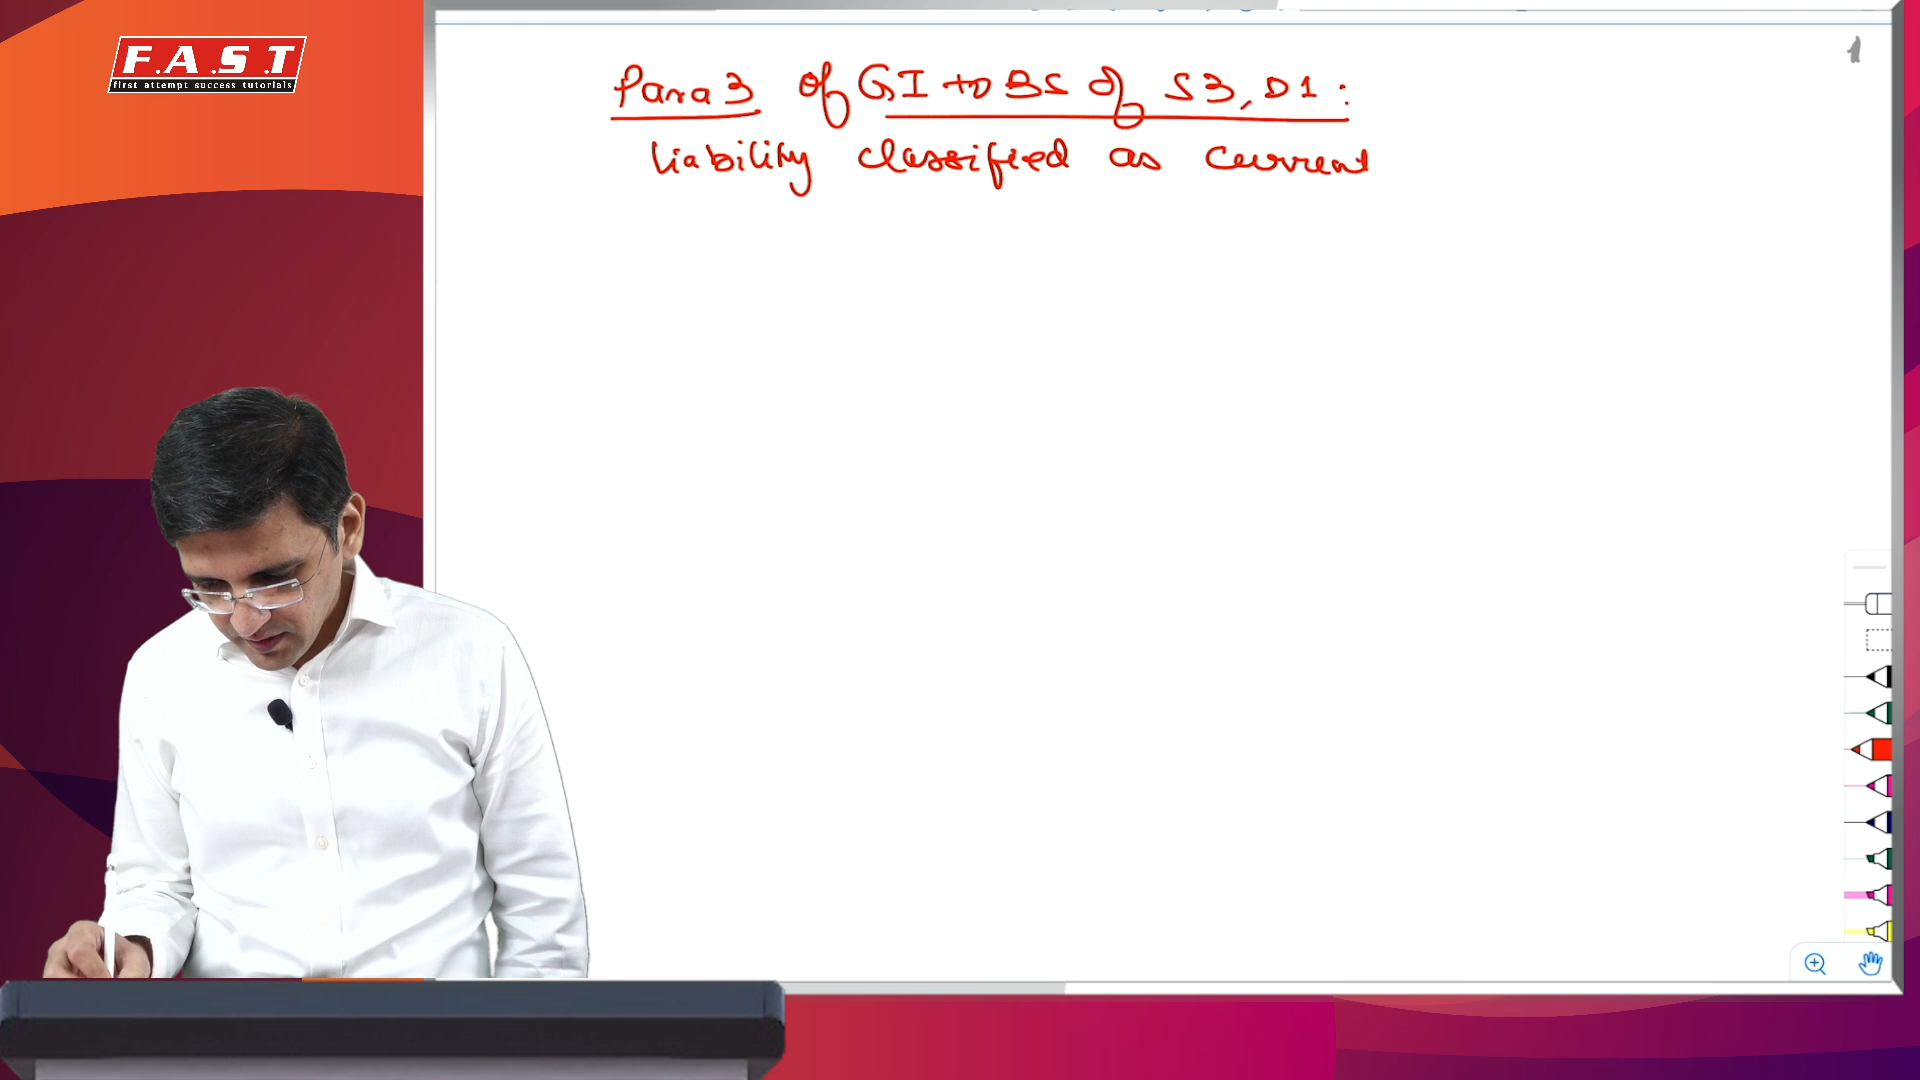 F.A.S.T
first attempt success tutorials
Para 3 of GI to BS of S3, D1:
liability classified as current